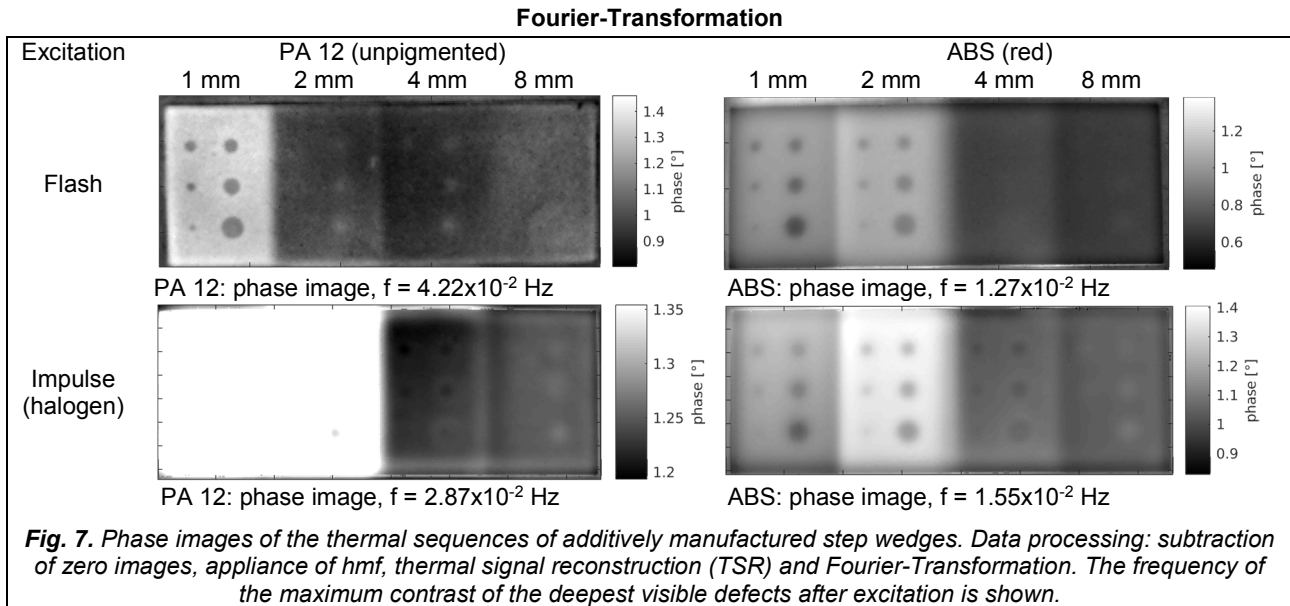 Fourier-Transformation
Excitation PA 12 (unpigmented) ABS (red)
1 mm 2 mm 4 mm 8 mm 1 mm 2 mm 4 mm 8 mm
Flash
1.4
1.3
1.2
1.1
1
0.9
phase [°]
1.2
1
0.8
0.6
phase [°]
PA 12: phase image, f = 4.22x10⁻² Hz
ABS: phase image, f = 1.27x10⁻² Hz
Impulse
(halogen)
1.35
1.3
1.25
1.2
phase [°]
1.4
1.3
1.2
1.1
1
0.9
phase [°]
PA 12: phase image, f = 2.87x10⁻² Hz
ABS: phase image, f = 1.55x10⁻² Hz
Fig. 7. Phase images of the thermal sequences of additively manufactured step wedges. Data processing: subtraction
of zero images, appliance of hmf, thermal signal reconstruction (TSR) and Fourier-Transformation. The frequency of
the maximum contrast of the deepest visible defects after excitation is shown.